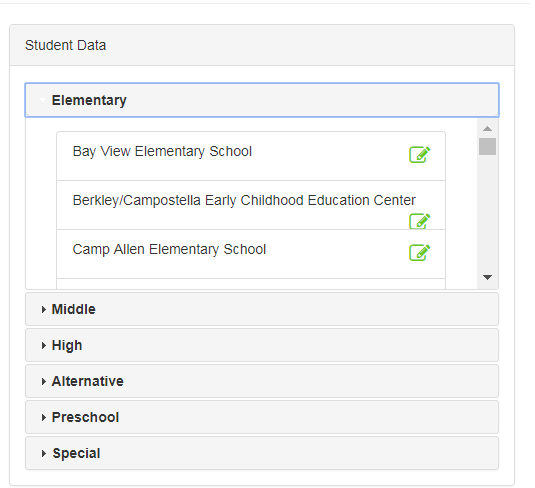 Student Data
Elementary
Bay View Elementary School
Berkley/Campostella Early Childhood Education Center
Camp Allen Elementary School
Middle
High
Alternative
Preschool
Special